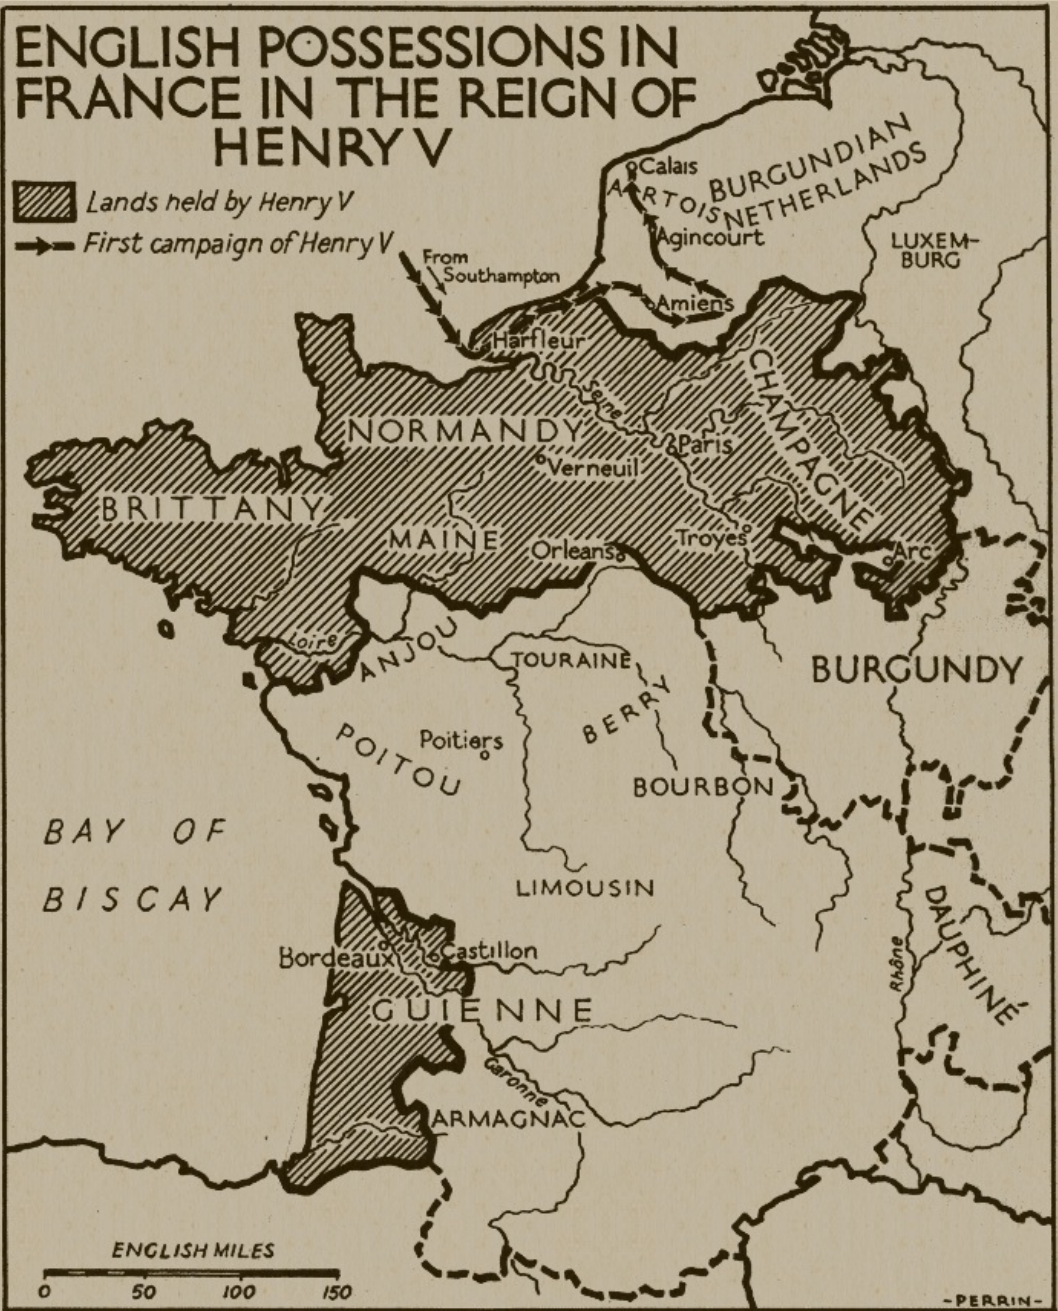 ENGLISH POSSESSIONS IN
FRANCE IN THE REIGN OF
HENRY V
Lands held by Henry V
First campaign of Henry V
From
Southampton
Calais
ARTOIS
BURGUNDIAN
NETHERLANDS
Agincourt
LUXEM-
BURG
Amiens
Harfleur
Seine
CHAMPAGNE
NORMANDY
Paris
Verneuil
BRITTANY
MAINE
Orleans
Troyes
Arc
Loire
ANJOU
TOURAINE
BURGUNDY
BERRY
POITOU
Poitiers
BOURBON
BAY OF
BISCAY
LIMOUSIN
DAUPHINÉ
Rhône
Bordeaux
Castillon
GUIENNE
Garonne
ARMAGNAC
ENGLISH MILES
0 50 100 150
-PERRIN-